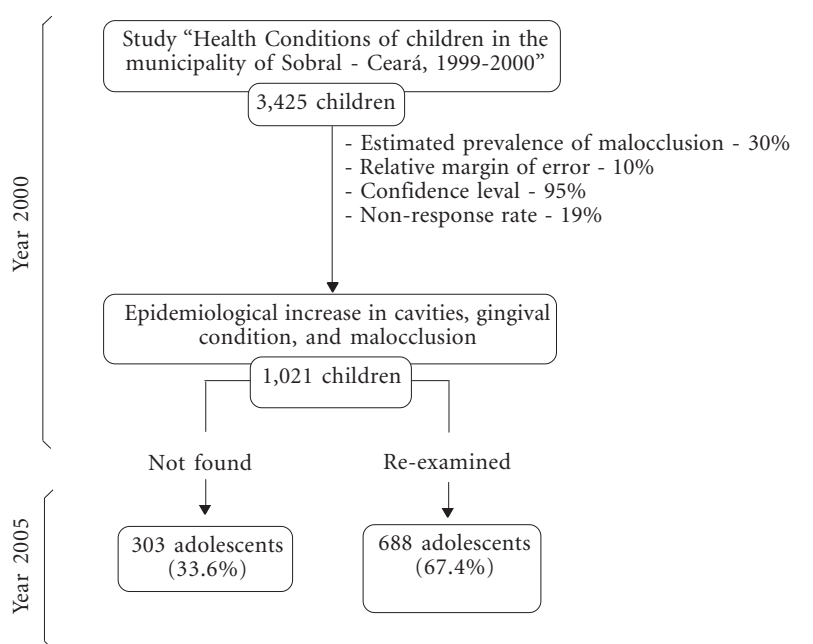 Year 2000
Study “Health Conditions of children in the
municipality of Sobral - Ceará, 1999-2000”
3,425 children
- Estimated prevalence of malocclusion - 30%
- Relative margin of error - 10%
- Confidence leval - 95%
- Non-response rate - 19%
Epidemiological increase in cavities, gingival
condition, and malocclusion
1,021 children
Not found
Re-examined
Year 2005
303 adolescents
(33.6%)
688 adolescents
(67.4%)